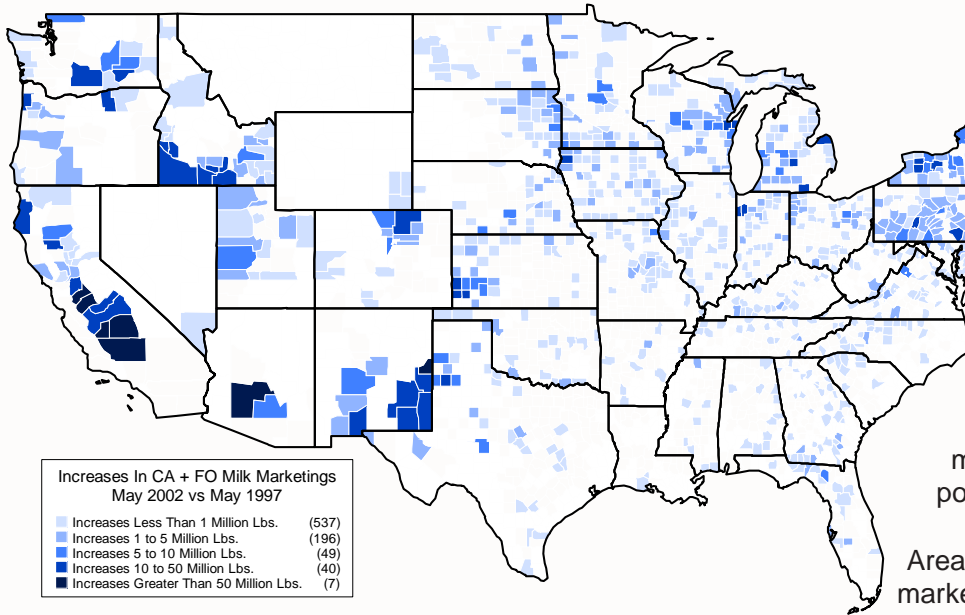 Increases In CA + FO Milk Marketings
May 2002 vs May 1997
Increases Less Than 1 Million Lbs. (537)
Increases 1 to 5 Million Lbs. (196)
Increases 5 to 10 Million Lbs. (49)
Increases 10 to 50 Million Lbs. (40)
Increases Greater Than 50 Million Lbs. (7)
m
po
Area
marke